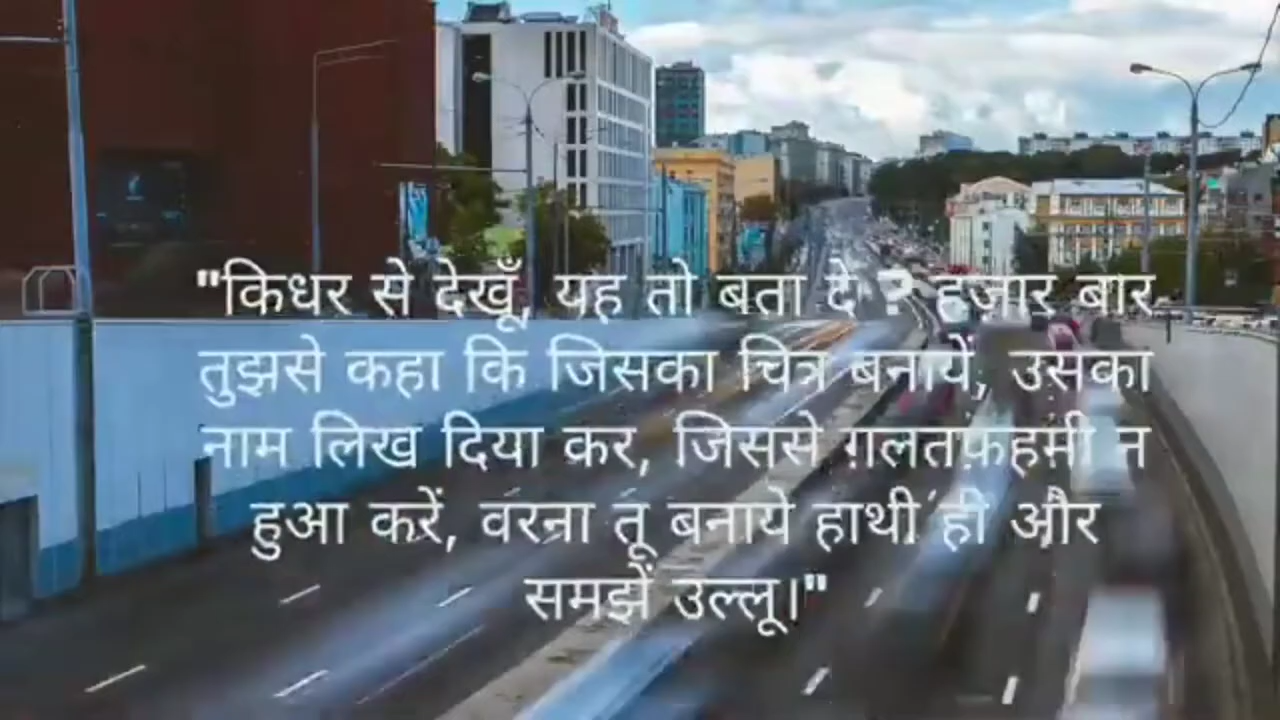 "किधर से देखूँ, यह तो बता दे ? हज़ार बार
तुझसे कहा कि जिसका चित्र बनायें, उसका
नाम लिख दिया कर, जिससे ग़लतफ़हमी न
हुआ करें, वरना तू बनाये हाथी ही और
समझें उल्लू।"